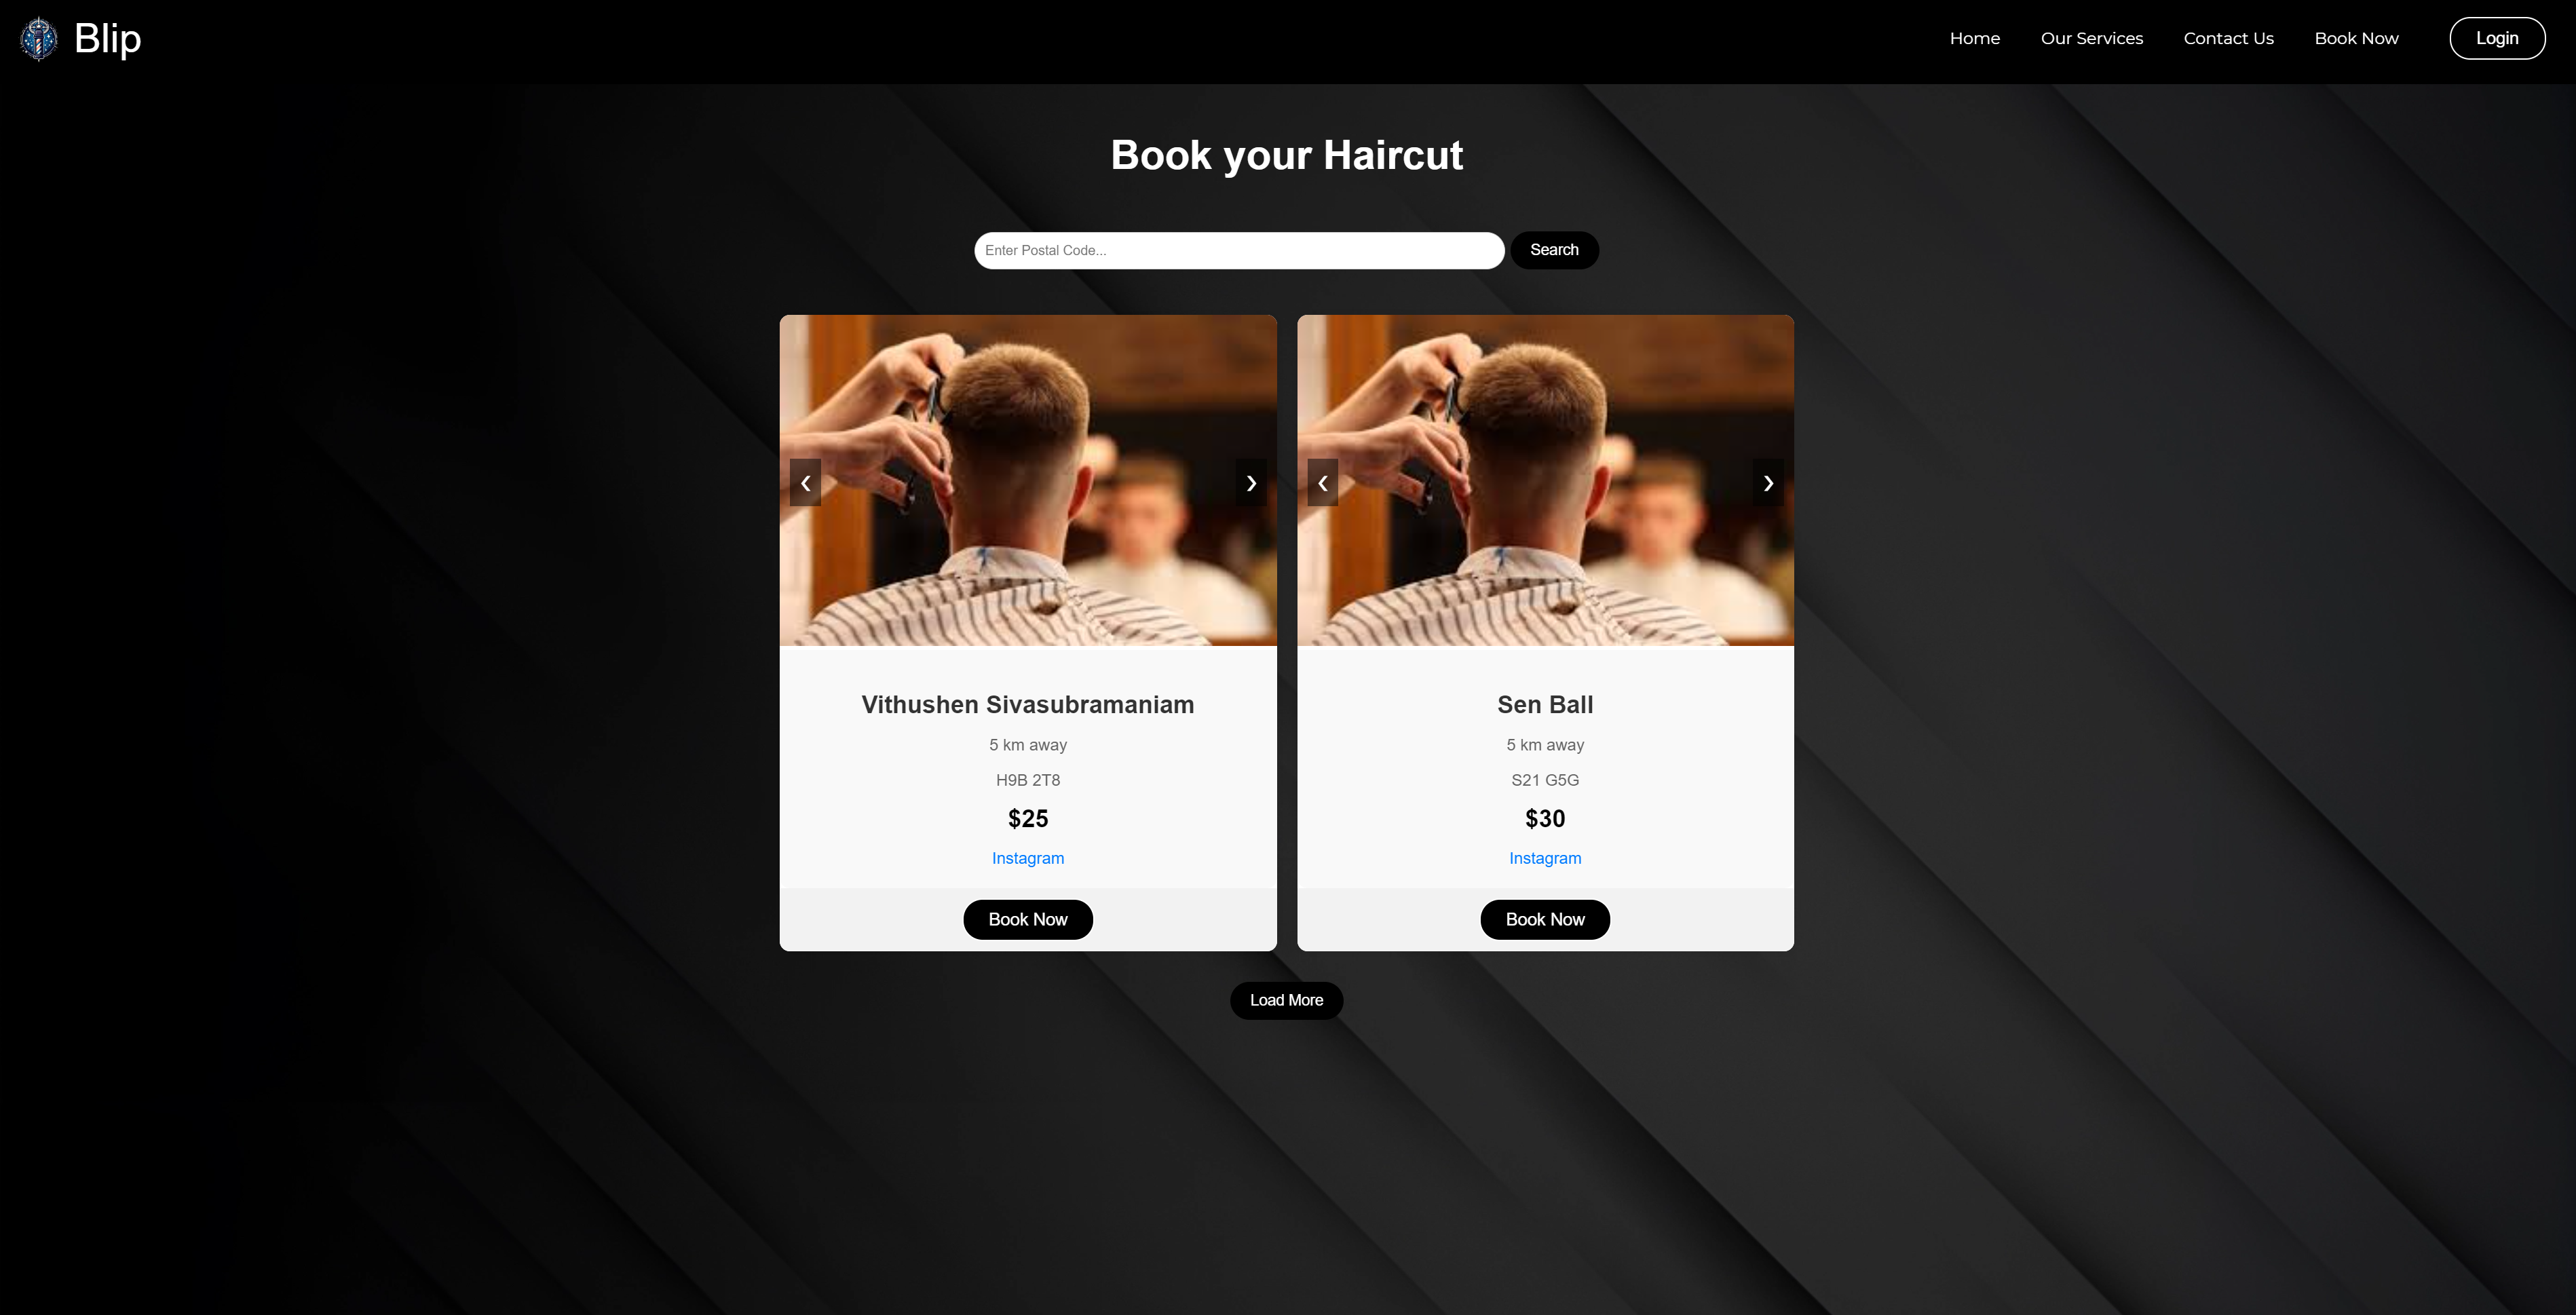 Blip
Home
Our Services
Contact Us
Book Now
Login
Book your Haircut
Enter Postal Code...
Search
Vithushen Sivasubramaniam
5 km away
H9B 2T8
$25
Instagram
Book Now
Sen Ball
5 km away
S21 G5G
$30
Instagram
Book Now
Load More